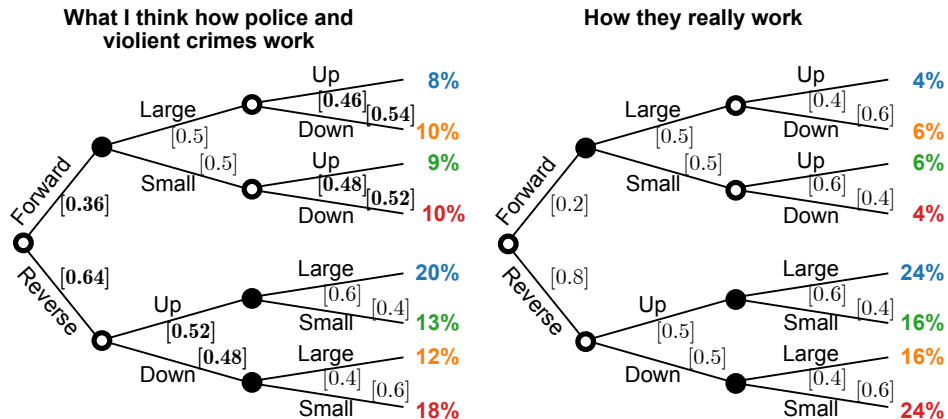 What I think how police and
violient crimes work
Up
8%
[0.46]
Large
[0.54]
Down
10%
[0.5]
Up
9%
[0.5]
[0.48]
Small
[0.52]
Down
10%
Forward
[0.36]
[0.64]
Reverse
Large
20%
[0.6]
Up
[0.4]
Small
13%
[0.52]
Large
12%
[0.48]
[0.4]
Down
[0.6]
Small
18%
How they really work
Up
4%
[0.4]
Large
[0.6]
Down
6%
[0.5]
Up
6%
[0.5]
[0.6]
Small
[0.4]
Down
4%
Forward
[0.2]
[0.8]
Reverse
Large
24%
[0.6]
Up
[0.4]
Small
16%
[0.5]
Large
16%
[0.5]
[0.4]
Down
[0.6]
Small
24%